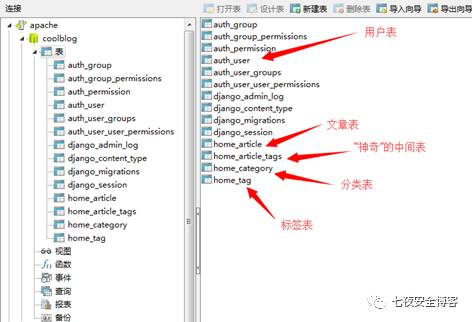 连接
打开表 设计表 新建表 删除表 导入向导 导出向导
apache
coolblog
表
auth_group
auth_group_permissions
auth_permission
auth_user
auth_user_groups
auth_user_user_permissions
django_admin_log
django_content_type
django_migrations
django_session
home_article
home_article_tags
home_category
home_tag
视图
函数
事件
查询
报表
备份
auth_group
auth_group_permissions
auth_permission
auth_user
auth_user_groups
auth_user_user_permissions
django_admin_log
django_content_type
django_migrations
django_session
home_article
home_article_tags
home_category
home_tag
用户表
文章表
“神奇”的中间表
分类表
标签表
七夜安全博客